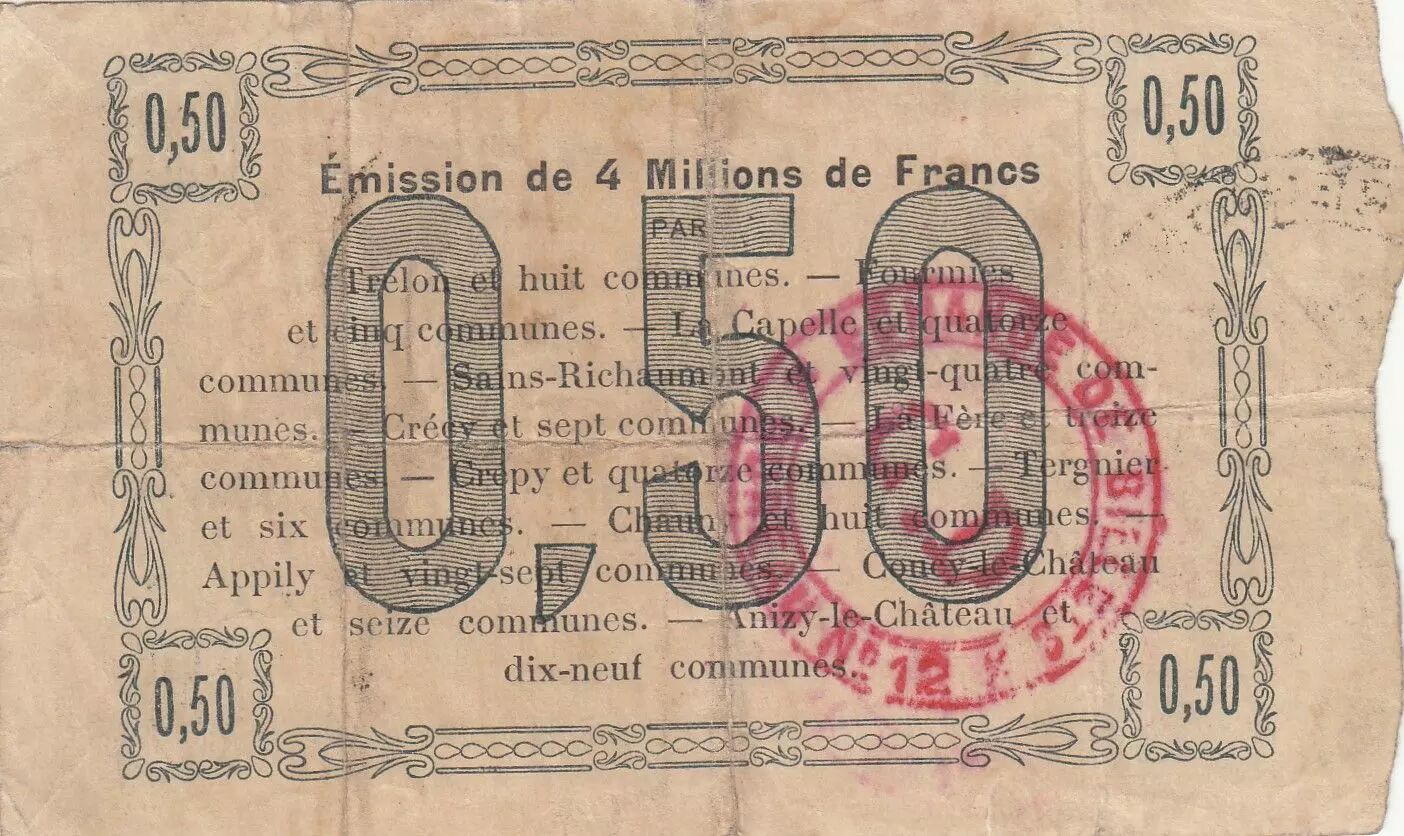 0,50 0,50
Émission de 4 Millions de Francs
PAR
0,50
Trélon et huit communes. — Fourmies
et cinq communes. — La Capelle et quatorze
communes. — Sains-Richaumont et vingt-quatre com-
munes. — Crécy et sept communes. — La Fère et treize
communes — Crépy et quatorze communes. — Tergnier
et six communes. — Chauny et huit communes. —
Appily et vingt-sept communes. — Coucy-le-Château
et seize communes. — Anizy-le-Château et
dix-neuf communes.
DE
No 12
0,50 0,50